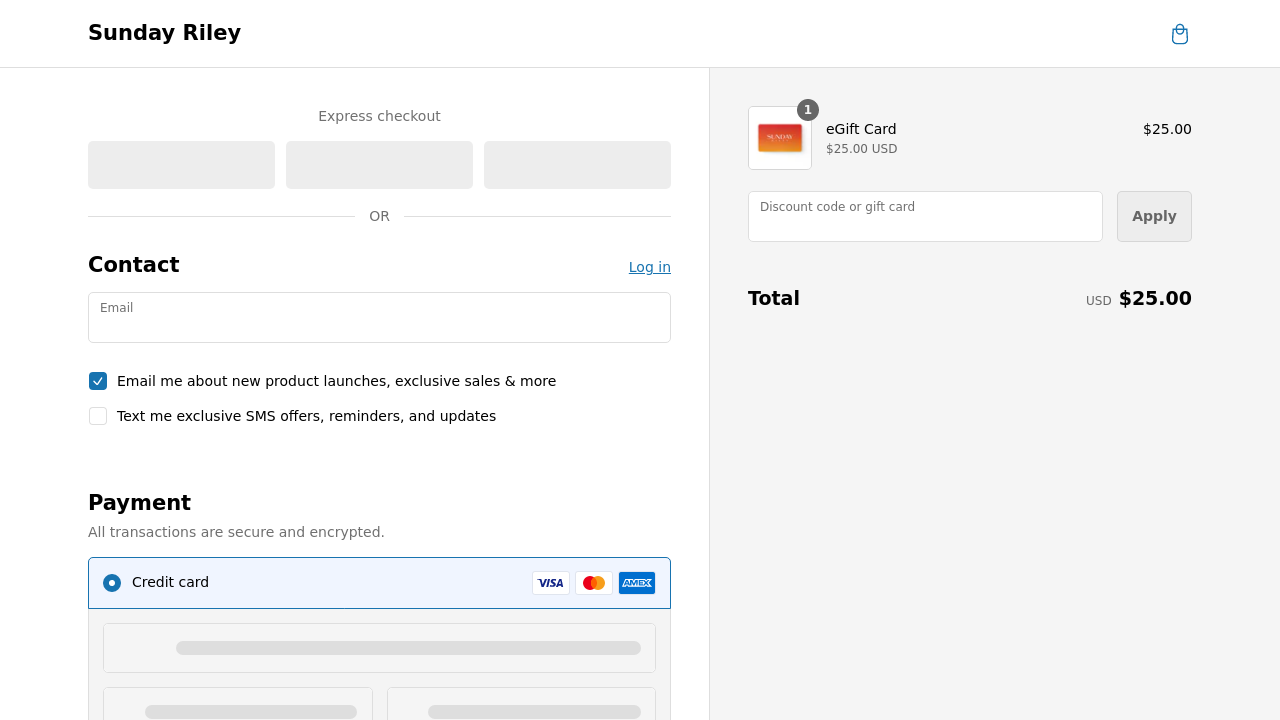 Sunday Riley
Express checkout
OR
Contact
Log in
Email
Email me about new product launches, exclusive sales & more
Text me exclusive SMS offers, reminders, and updates
Payment
All transactions are secure and encrypted.
Credit card
VISA
AMEX
1
SUNDAY
eGift Card
$25.00
$25.00 USD
Discount code or gift card
Apply
Total
USD $25.00